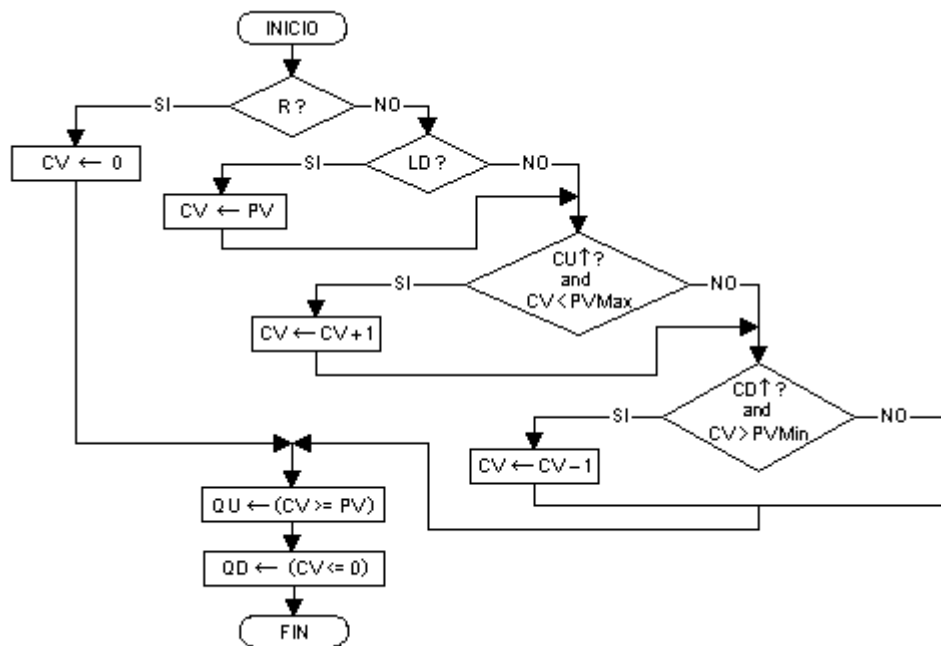 INICIO
R?
SI
NO
CV ← 0
LD?
SI
NO
CV ← PV
CU↑?
and
CV<PVMax
SI
NO
CV ← CV+1
CD↑?
and
CV>PVMin
SI
NO
CV ← CV-1
QU ← (CV>= PV)
QD ← (CV<= 0)
FIN